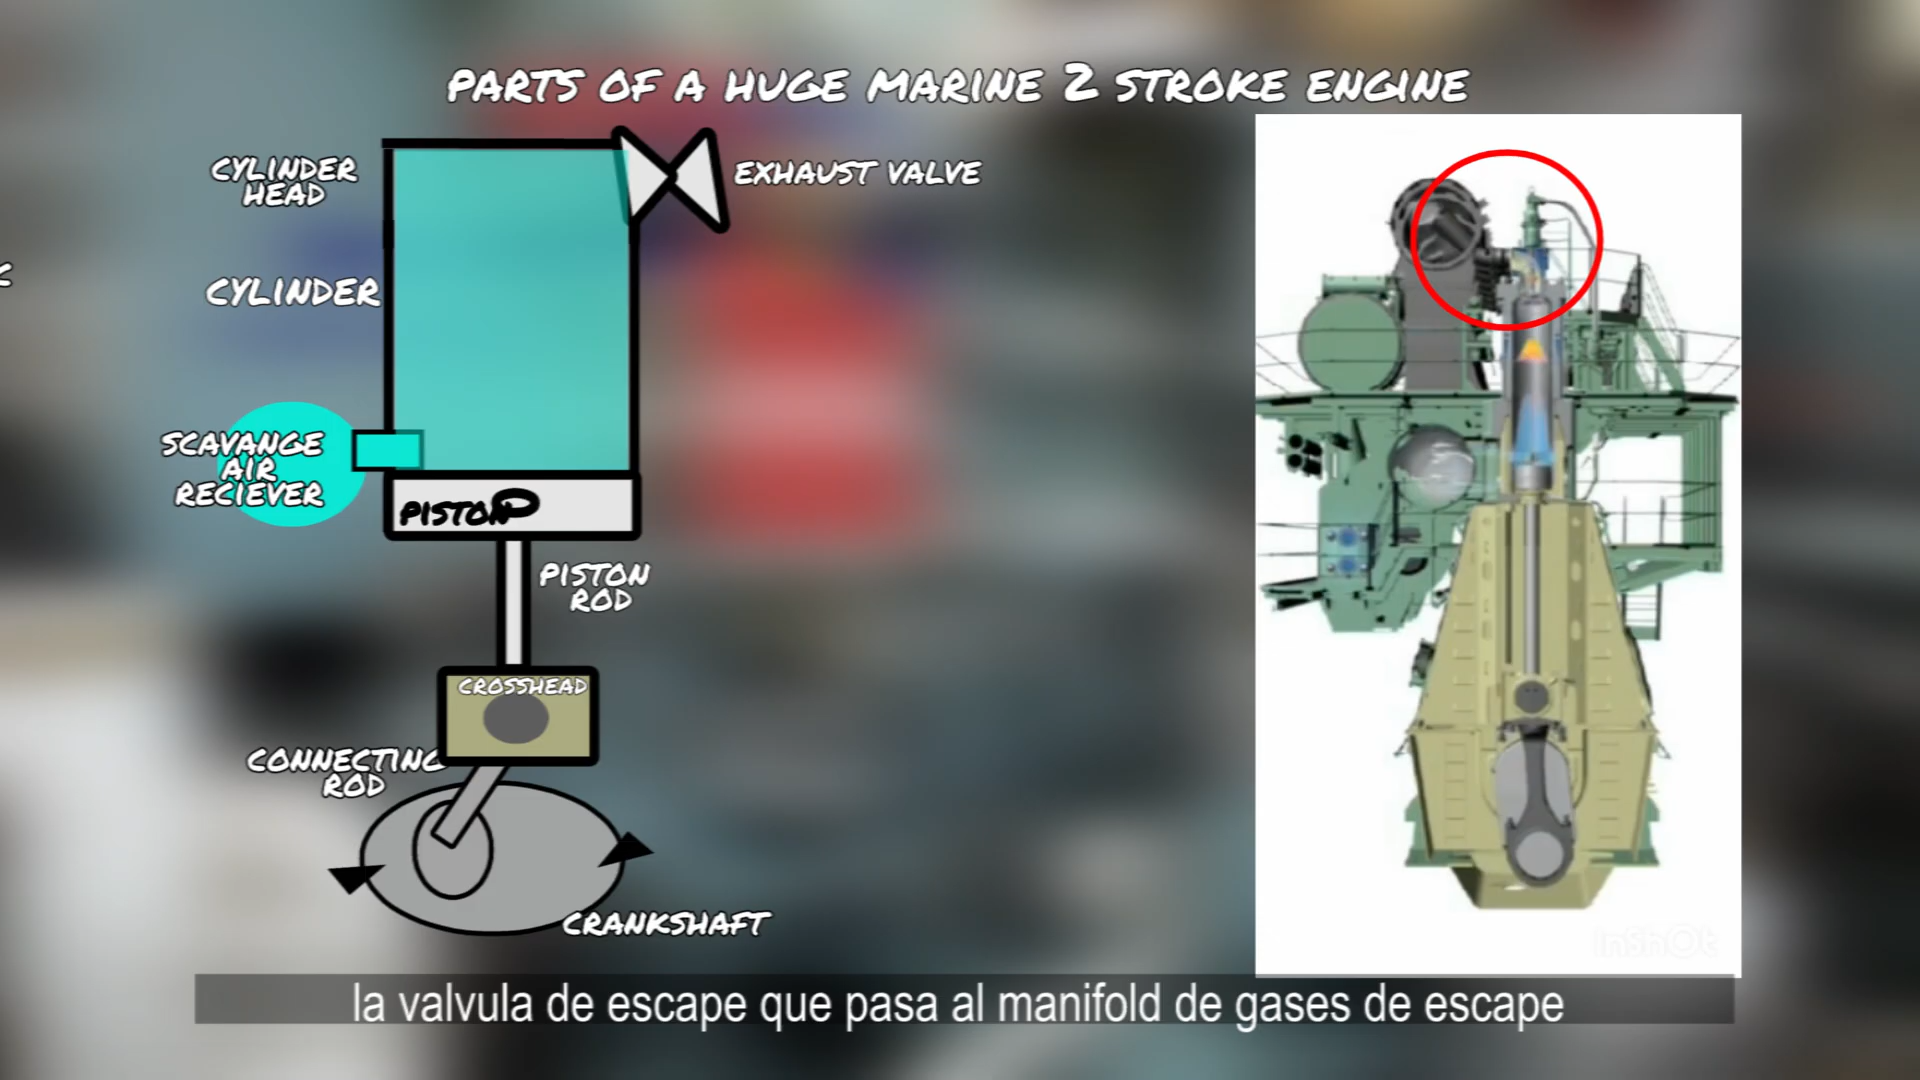 PARTS OF A HUGE MARINE 2 STROKE ENGINE
CYLINDER
HEAD
EXHAUST VALVE
CYLINDER
SCAVANGE
AIR
RECIEVER
PISTON
PISTON
ROD
CROSSHEAD
CONNECTING
ROD
CRANKSHAFT
InShOt
la valvula de escape que pasa al manifold de gases de escape